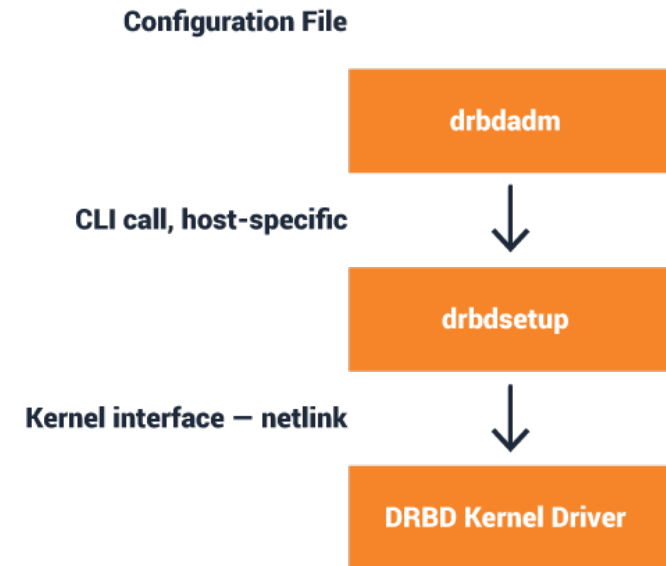 Configuration File
drbdadm
CLI call, host-specific
drbdsetup
Kernel interface — netlink
DRBD Kernel Driver